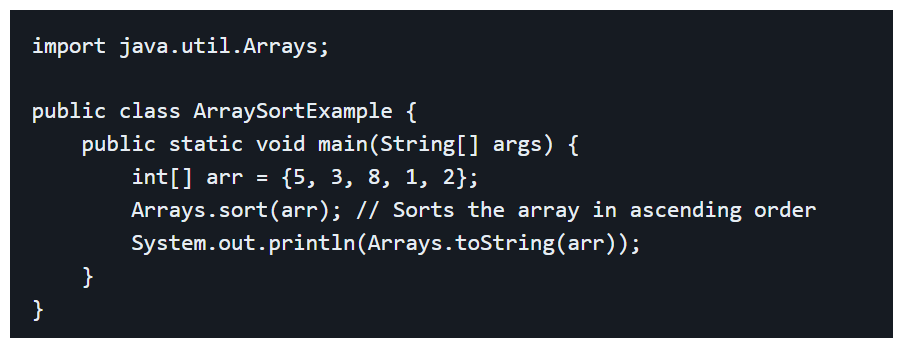 import java.util.Arrays;

public class ArraySortExample {
    public static void main(String[] args) {
        int[] arr = {5, 3, 8, 1, 2};
        Arrays.sort(arr); // Sorts the array in ascending order
        System.out.println(Arrays.toString(arr));
    }
}